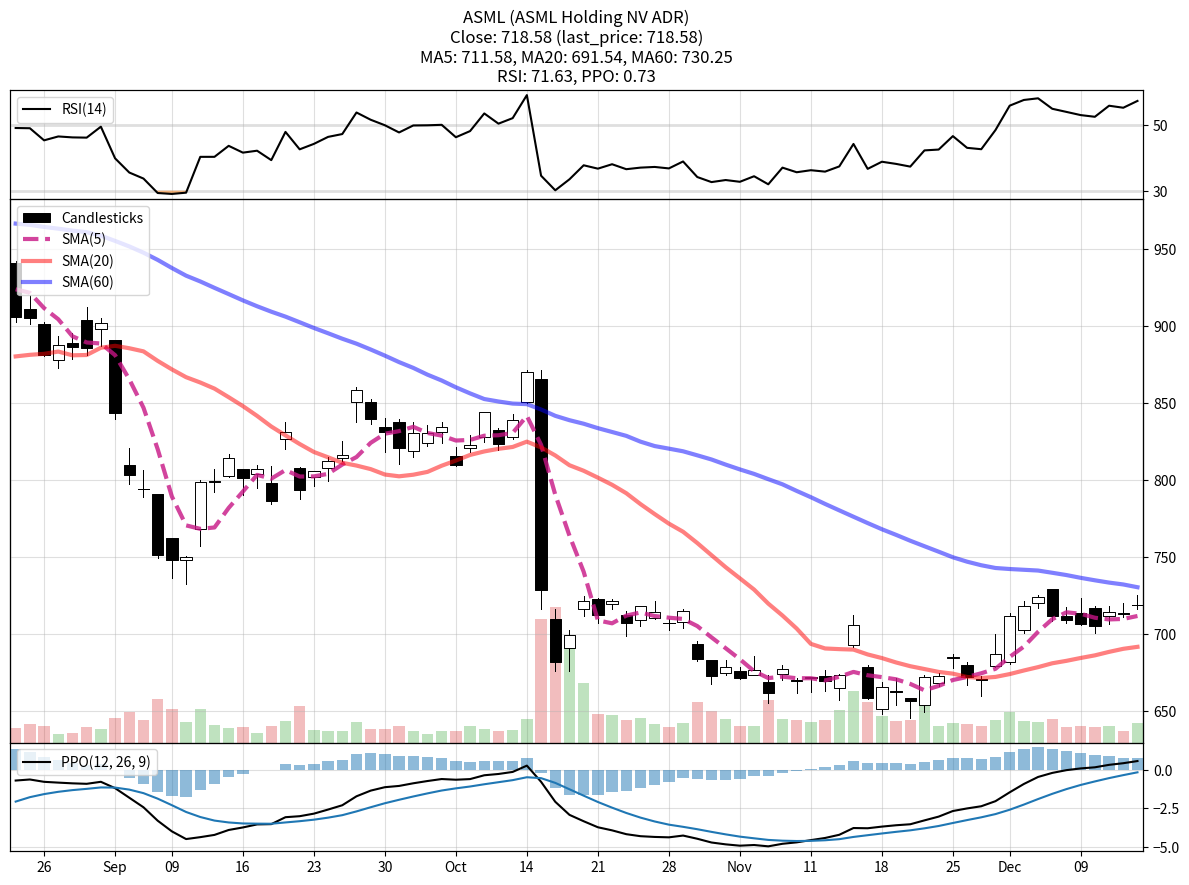 ASML (ASML Holding NV ADR)
Close: 718.58 (last_price: 718.58)
MA5: 711.58, MA20: 691.54, MA60: 730.25
RSI: 71.63, PPO: 0.73
RSI(14)
50
30
Candlesticks
SMA(5)
SMA(20)
SMA(60)
950
900
850
800
750
700
650
PPO(12, 26, 9)
0.0
−2.5
−5.0
26 Sep 09 16 23 30 Oct 14 21 28 Nov 11 18 25 Dec 09